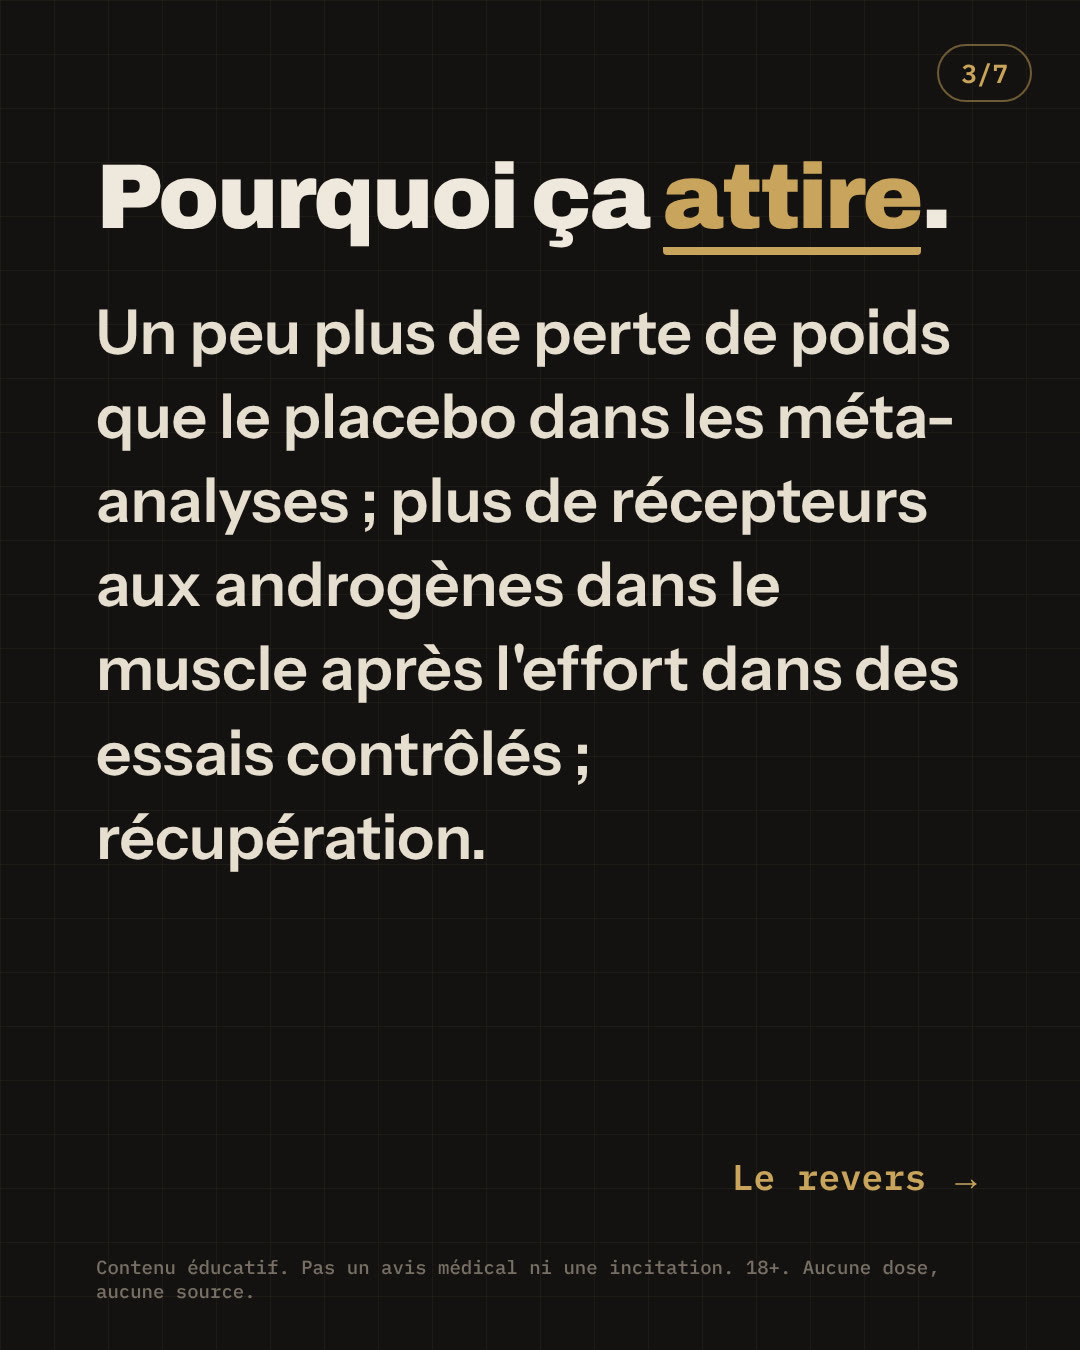 3/7
Pourquoi ça attire.
Un peu plus de perte de poids
que le placebo dans les méta-
analyses ; plus de récepteurs
aux androgènes dans le
muscle après l'effort dans des
essais contrôlés ;
récupération.
Le revers →
Contenu éducatif. Pas un avis médical ni une incitation. 18+. Aucune dose,
aucune source.